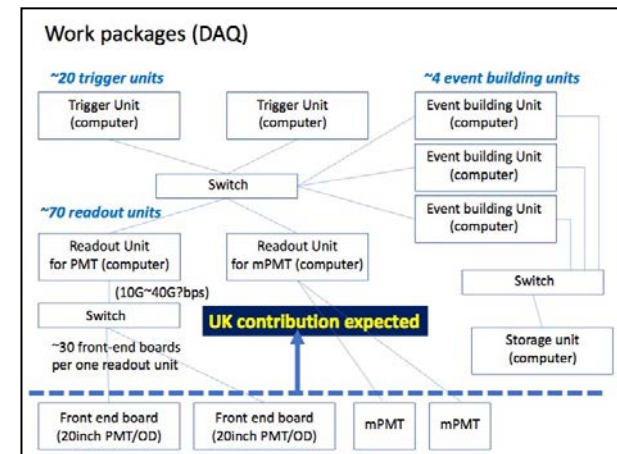 Work packages (DAQ)
~20 trigger units
~4 event building units
Trigger Unit
(computer)
Trigger Unit
(computer)
Event building Unit
(computer)
Event building Unit
(computer)
Switch
Event building Unit
(computer)
~70 readout units
Readout Unit
for PMT (computer)
Readout Unit
for mPMT (computer)
(10G~40G?bps)
Switch
Switch
UK contribution expected
~30 front-end boards
per one readout unit
Storage unit
(computer)
Front end board
(20inch PMT/OD)
Front end board
(20inch PMT/OD)
mPMT
mPMT